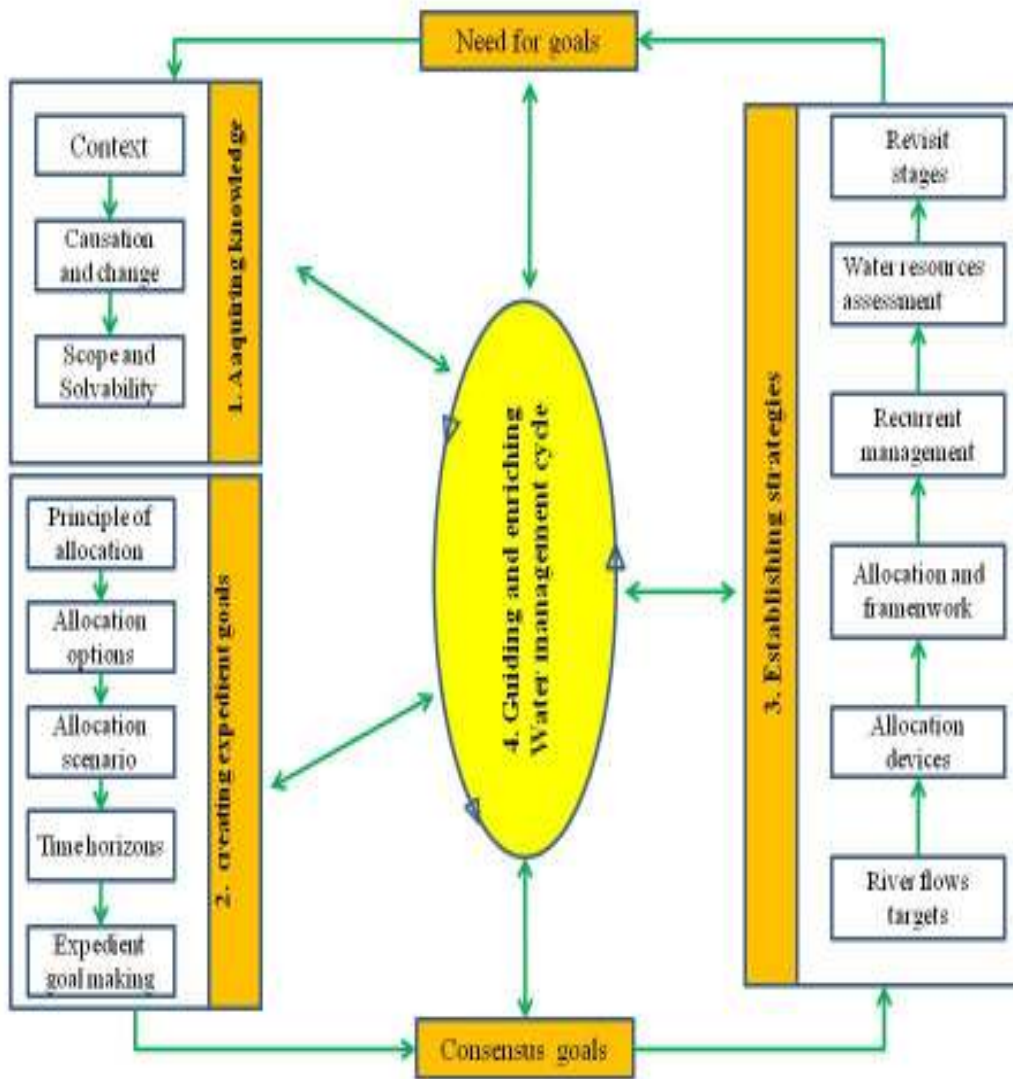 Need for goals
1. Aaquiring knowledge
Context
Causation
and change
Scope and
Solvability
2. creating expedient goals
Principle of
allocation
Allocation
options
Allocation
scenario
Time horizons
Expedient
goal making
4. Guiding and enriching
Water management cycle
3. Establishing strategies
Revisit
stages
Water resources
assessment
Recurrent
management
Allocation and
framenwork
Allocation
devices
River flows
targets
Consensus goals